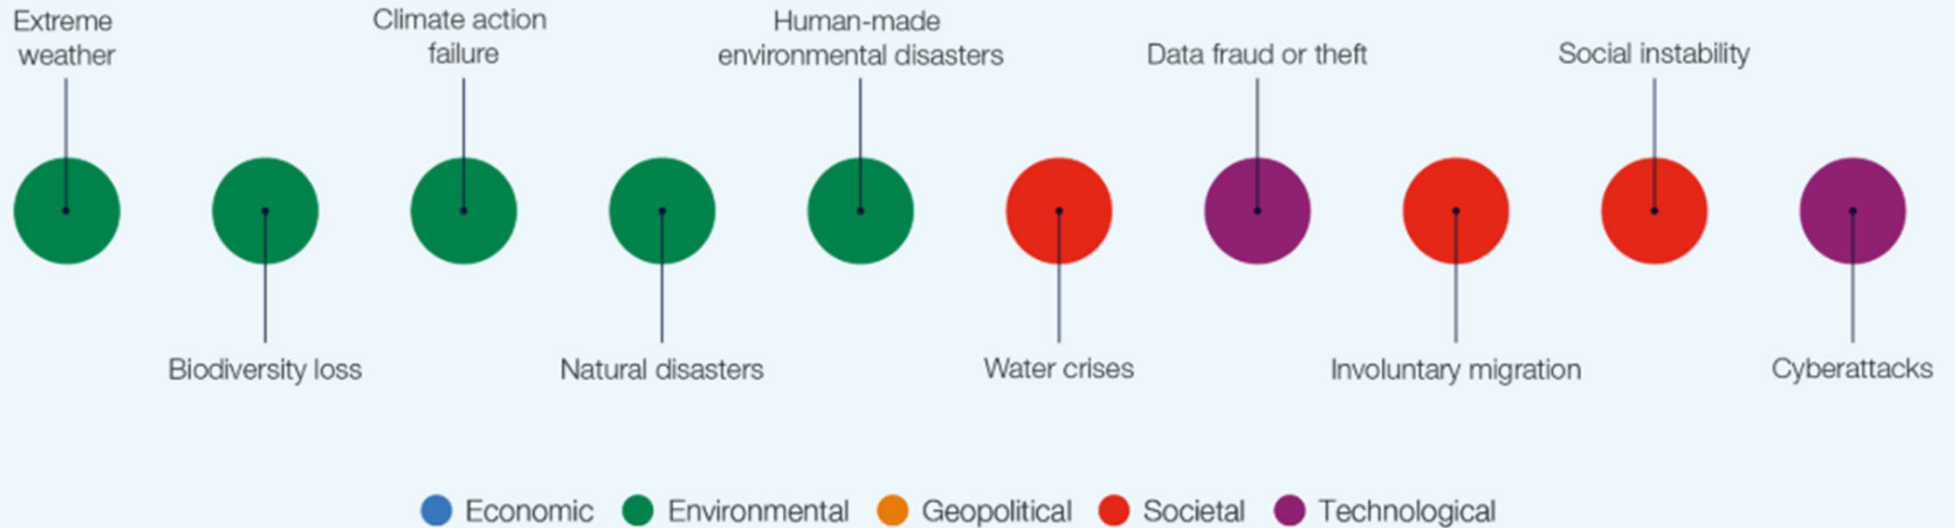 Extreme
weather
Climate action
failure
Human-made
environmental disasters
Data fraud or theft
Social instability
Biodiversity loss
Natural disasters
Water crises
Involuntary migration
Cyberattacks
Economic
Environmental
Geopolitical
Societal
Technological